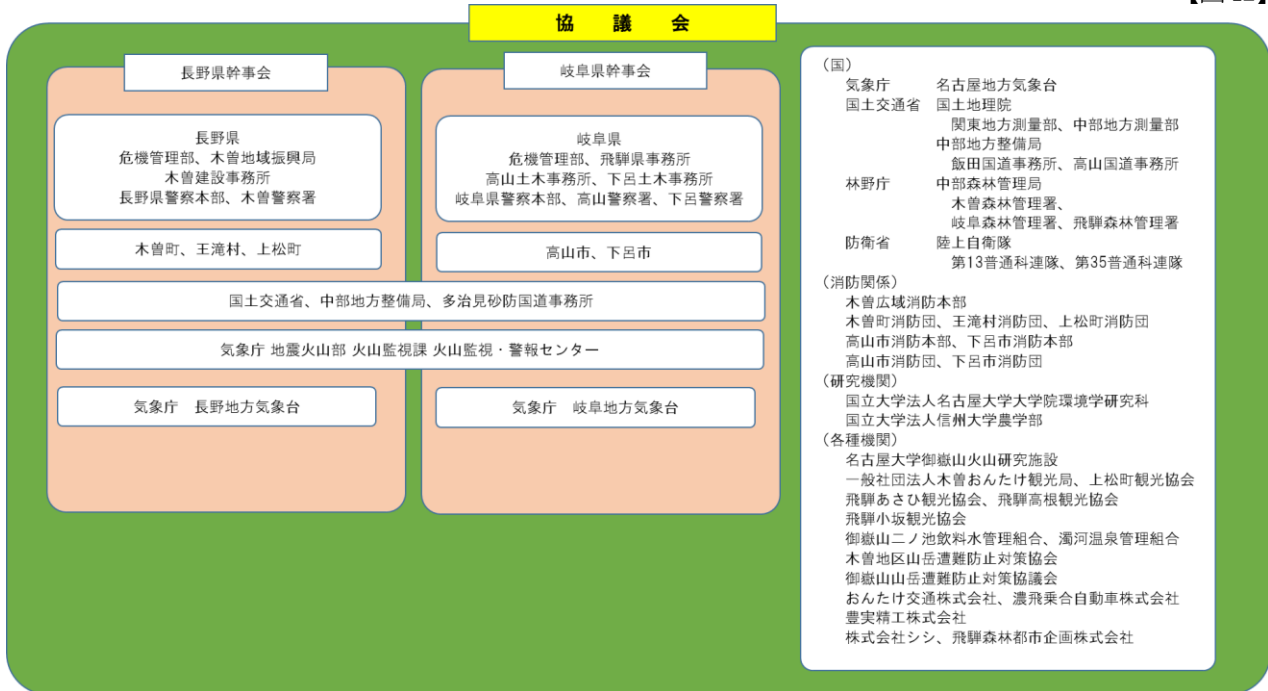 協　議　会
長野県幹事会
長野県
危機管理部、木曽地域振興局
木曽建設事務所
長野県警察本部、木曽警察署
木曽町、王滝村、上松町
岐阜県幹事会
岐阜県
危機管理部、飛騨県事務所
高山土木事務所、下呂土木事務所
岐阜県警察本部、高山警察署、下呂警察署
高山市、下呂市
国土交通省、中部地方整備局、多治見砂防国道事務所
気象庁 地震火山部 火山監視課 火山監視・警報センター
気象庁　長野地方気象台
気象庁　岐阜地方気象台
（国）
気象庁　名古屋地方気象台
国土交通省　国土地理院
関東地方測量部、中部地方測量部
中部地方整備局
飯田国道事務所、高山国道事務所
林野庁　中部森林管理局
木曽森林管理署、
岐阜森林管理署、飛騨森林管理署
防衛省　陸上自衛隊
第13普通科連隊、第35普通科連隊
（消防関係）
木曽広域消防本部
木曽町消防団、王滝村消防団、上松町消防団
高山市消防本部、下呂市消防本部
高山市消防団、下呂市消防団
（研究機関）
国立大学法人名古屋大学大学院環境学研究科
国立大学法人信州大学農学部
（各種機関）
名古屋大学御嶽山火山研究施設
一般社団法人木曽おんたけ観光局、上松町観光協会
飛騨あさひ観光協会、飛騨高根観光協会
飛騨小坂観光協会
御嶽山二ノ池飲料水管理組合、濁河温泉管理組合
木曽地区山岳遭難防止対策協会
御嶽山山岳遭難防止対策協議会
おんたけ交通株式会社、濃飛乗合自動車株式会社
豊実精工株式会社
株式会社シシ、飛騨森林都市企画株式会社